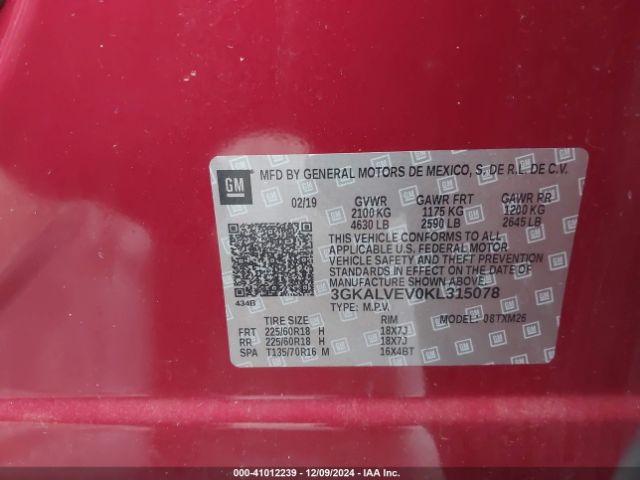 GM MFD BY GENERAL MOTORS DE MEXICO, S. DE R.L. DE C.V.
02/19 GVWR GAWR FRT GAWR RR
2100 KG 1175 KG 1200 KG
4630 LB 2590 LB 2645 LB
THIS VEHICLE CONFORMS TO ALL
APPLICABLE U.S. FEDERAL MOTOR
VEHICLE SAFETY AND THEFT PREVENTION
STANDARDS IN EFFECT ON THE DATE OF
MANUFACTURE SHOWN ABOVE.
434B 3GKALVEV0KL315078
TYPE: M.P.V. MODEL: 08TXM26
TIRE SIZE RIM
FRT 225/60R18 H 18X7J
RR 225/60R18 H 18X7J
SPA T135/70R16 M 16X4BT
000-41012239 - 12/09/2024 - IAA Inc.